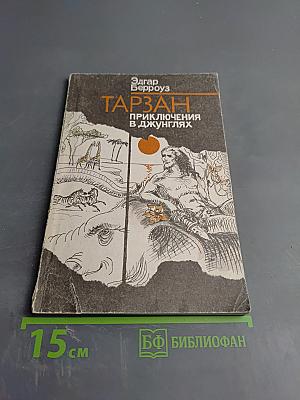 Эдгар
Берроуз
ТАРЗАН
ПРИКЛЮЧЕНИЯ
В ДЖУНГЛЯХ
15 см
БФ БИБЛИОФАН